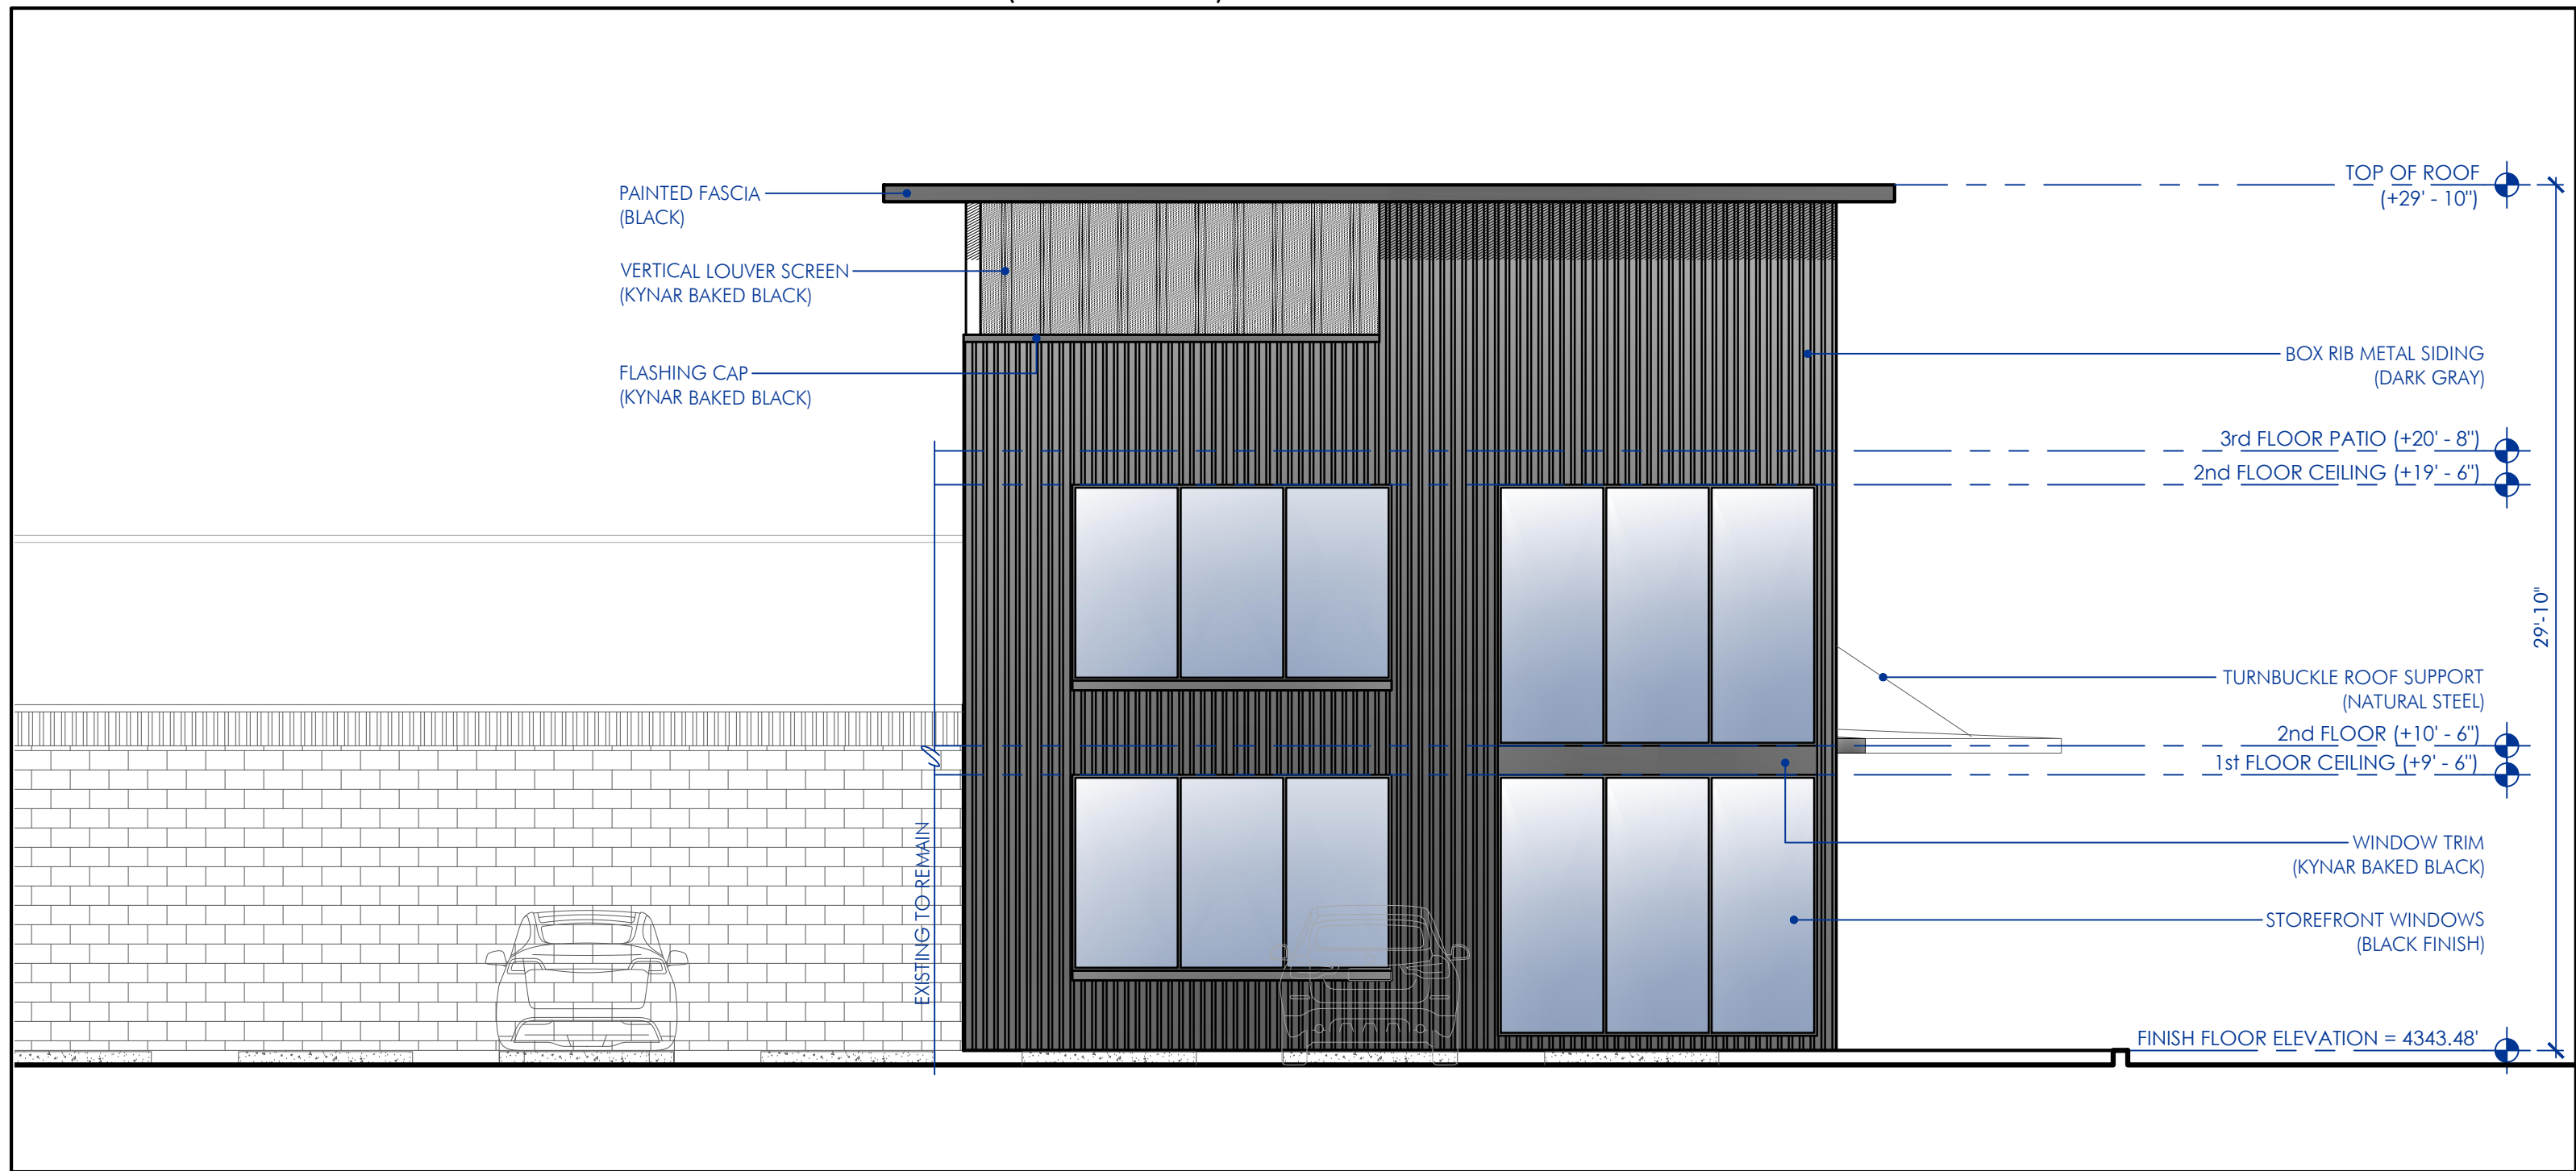 PAINTED FASCIA
(BLACK)
VERTICAL LOUVER SCREEN
(KYNAR BAKED BLACK)
FLASHING CAP
(KYNAR BAKED BLACK)
EXISTING TO REMAIN
TOP OF ROOF
(+29' - 10")
BOX RIB METAL SIDING
(DARK GRAY)
3rd FLOOR PATIO (+20' - 8")
2nd FLOOR CEILING (+19' - 6")
29'-10"
TURNBUCKLE ROOF SUPPORT
(NATURAL STEEL)
2nd FLOOR (+10' - 6")
1st FLOOR CEILING (+9' - 6")
WINDOW TRIM
(KYNAR BAKED BLACK)
STOREFRONT WINDOWS
(BLACK FINISH)
FINISH FLOOR ELEVATION = 4343.48'